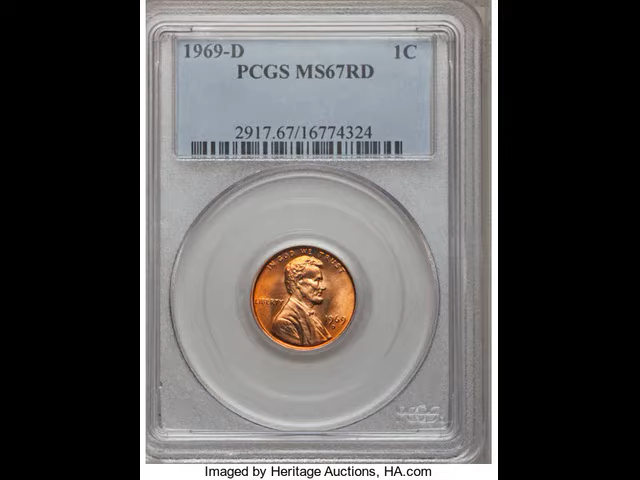 1969-D 1C
PCGS MS67RD
2917.67/16774324
IN GOD WE TRUST
LIBERTY
1969
D
PCGS
Imaged by Heritage Auctions, HA.com